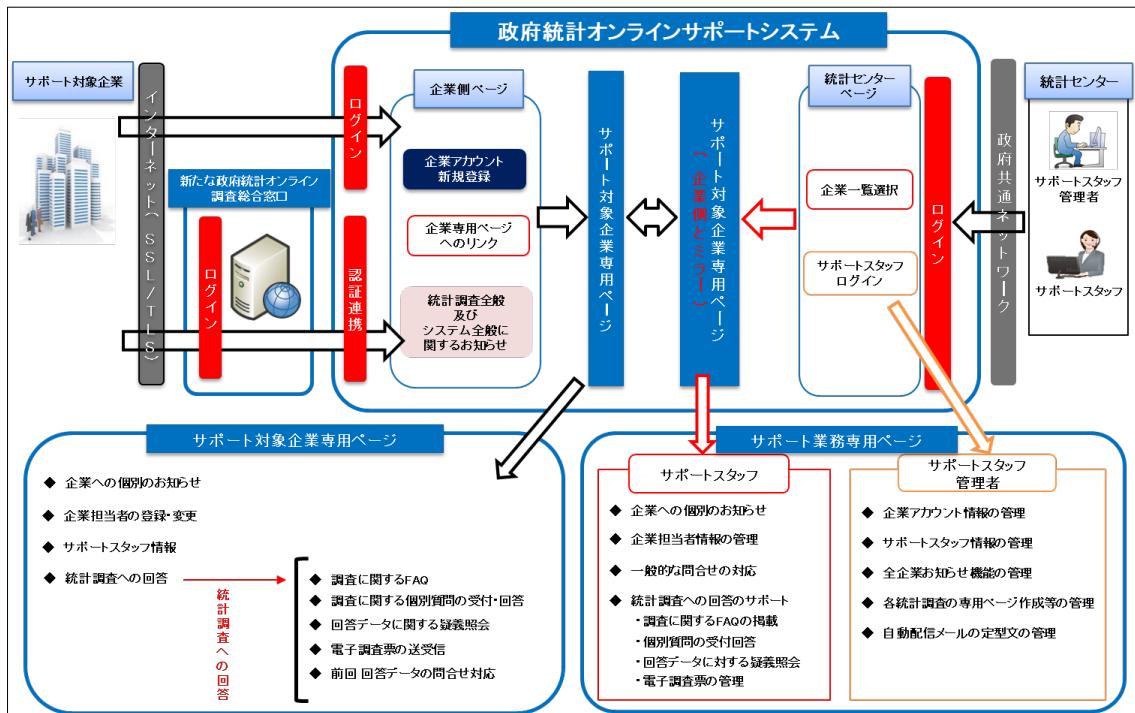 政府統計オンラインサポートシステム
サポート対象企業
インターネット(SSL/TLS)
新たな政府統計オンライン
調査総合窓口
ログイン
ログイン
認証連携
企業側ページ
企業アカウント
新規登録
企業専用ページ
へのリンク
統計調査全般
及び
システム全般に
関するお知らせ
サポート対象企業専用ページ
サポート対象企業専用ページ
(企業側とミラー)
統計センター
ページ
企業一覧選択
サポートスタッフ
ログイン
ログイン
政府共通ネットワーク
統計センター
サポートスタッフ
管理者
サポートスタッフ
サポート対象企業専用ページ
◆ 企業への個別のお知らせ
◆ 企業担当者の登録・変更
◆ サポートスタッフ情報
◆ 統計調査への回答
統計調査への回答
◆ 調査に関するFAQ
◆ 調査に関する個別質問の受付・回答
◆ 回答データに関する疑義照会
◆ 電子調査票の送受信
◆ 前回 回答データの問合せ対応
サポート業務専用ページ
サポートスタッフ
◆ 企業への個別のお知らせ
◆ 企業担当者情報の管理
◆ 一般的な問合せの対応
◆ 統計調査への回答のサポート
・調査に関するFAQの掲載
・個別質問の受付回答
・回答データに対する疑義照会
・電子調査票の管理
サポートスタッフ
管理者
◆ 企業アカウント情報の管理
◆ サポートスタッフ情報の管理
◆ 全企業お知らせ機能の管理
◆ 各統計調査の専用ページ作成等の管理
◆ 自動配信メールの定型文の管理